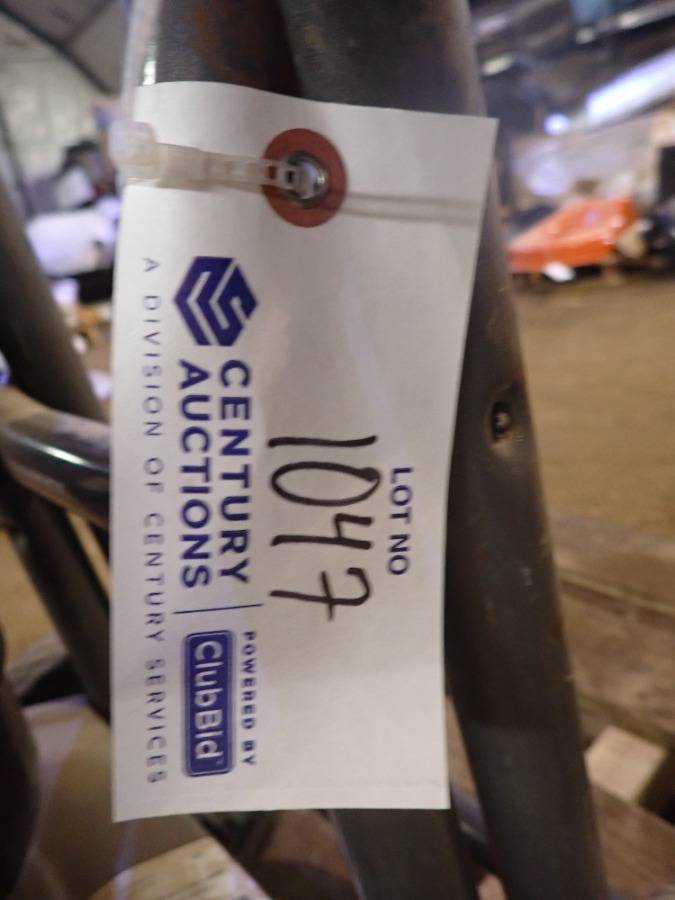 LOT NO
1047
CENTURY
AUCTIONS
POWERED BY
ClubBid
A DIVISION OF CENTURY SERVICES